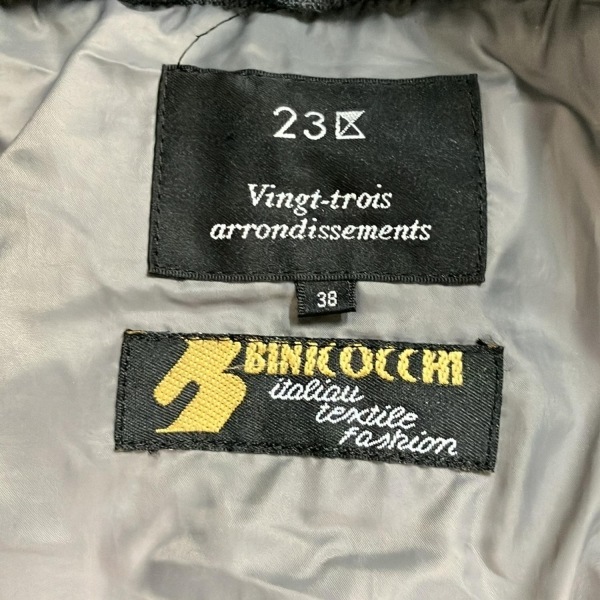 23区
Vingt-trois
arrondissements
38
BINICOCCHI
italian
textile
fashion